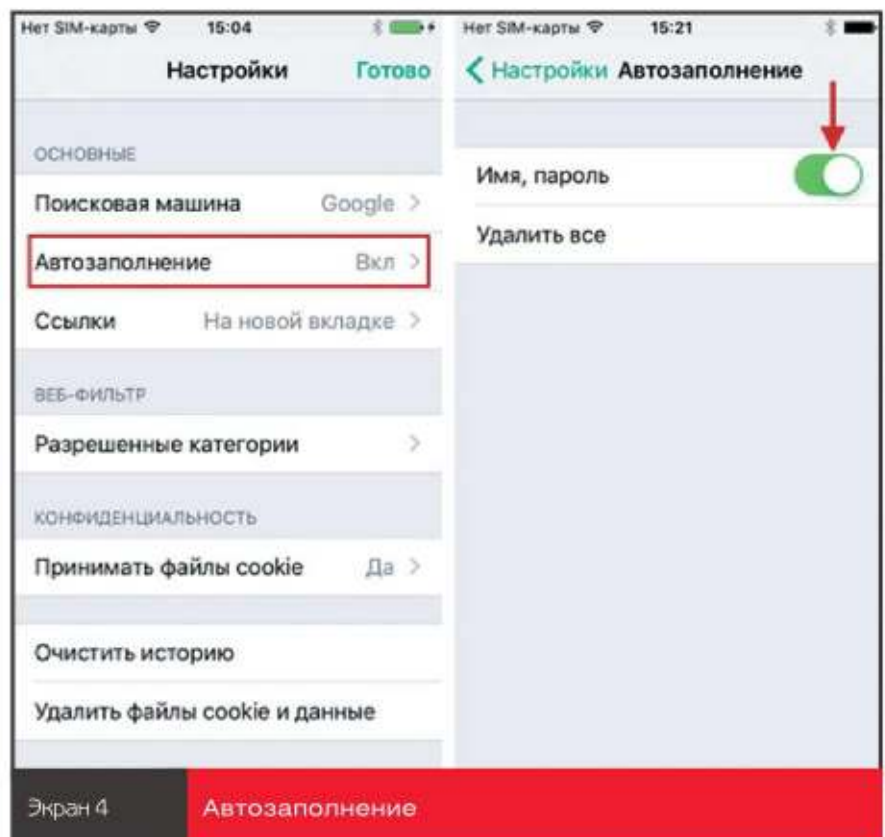 Нет SIM-карты 15:04
Настройки Готово
ОСНОВНЫЕ
Поисковая машина Google >
Автозаполнение Вкл >
Ссылки На новой вкладке >
ВЕБ-ФИЛЬТР
Разрешенные категории >
КОНФИДЕНЦИАЛЬНОСТЬ
Принимать файлы cookie Да >
Очистить историю
Удалить файлы cookie и данные
Нет SIM-карты 15:21
Настройки Автозаполнение
Имя, пароль
Удалить все
Экран 4 Автозаполнение